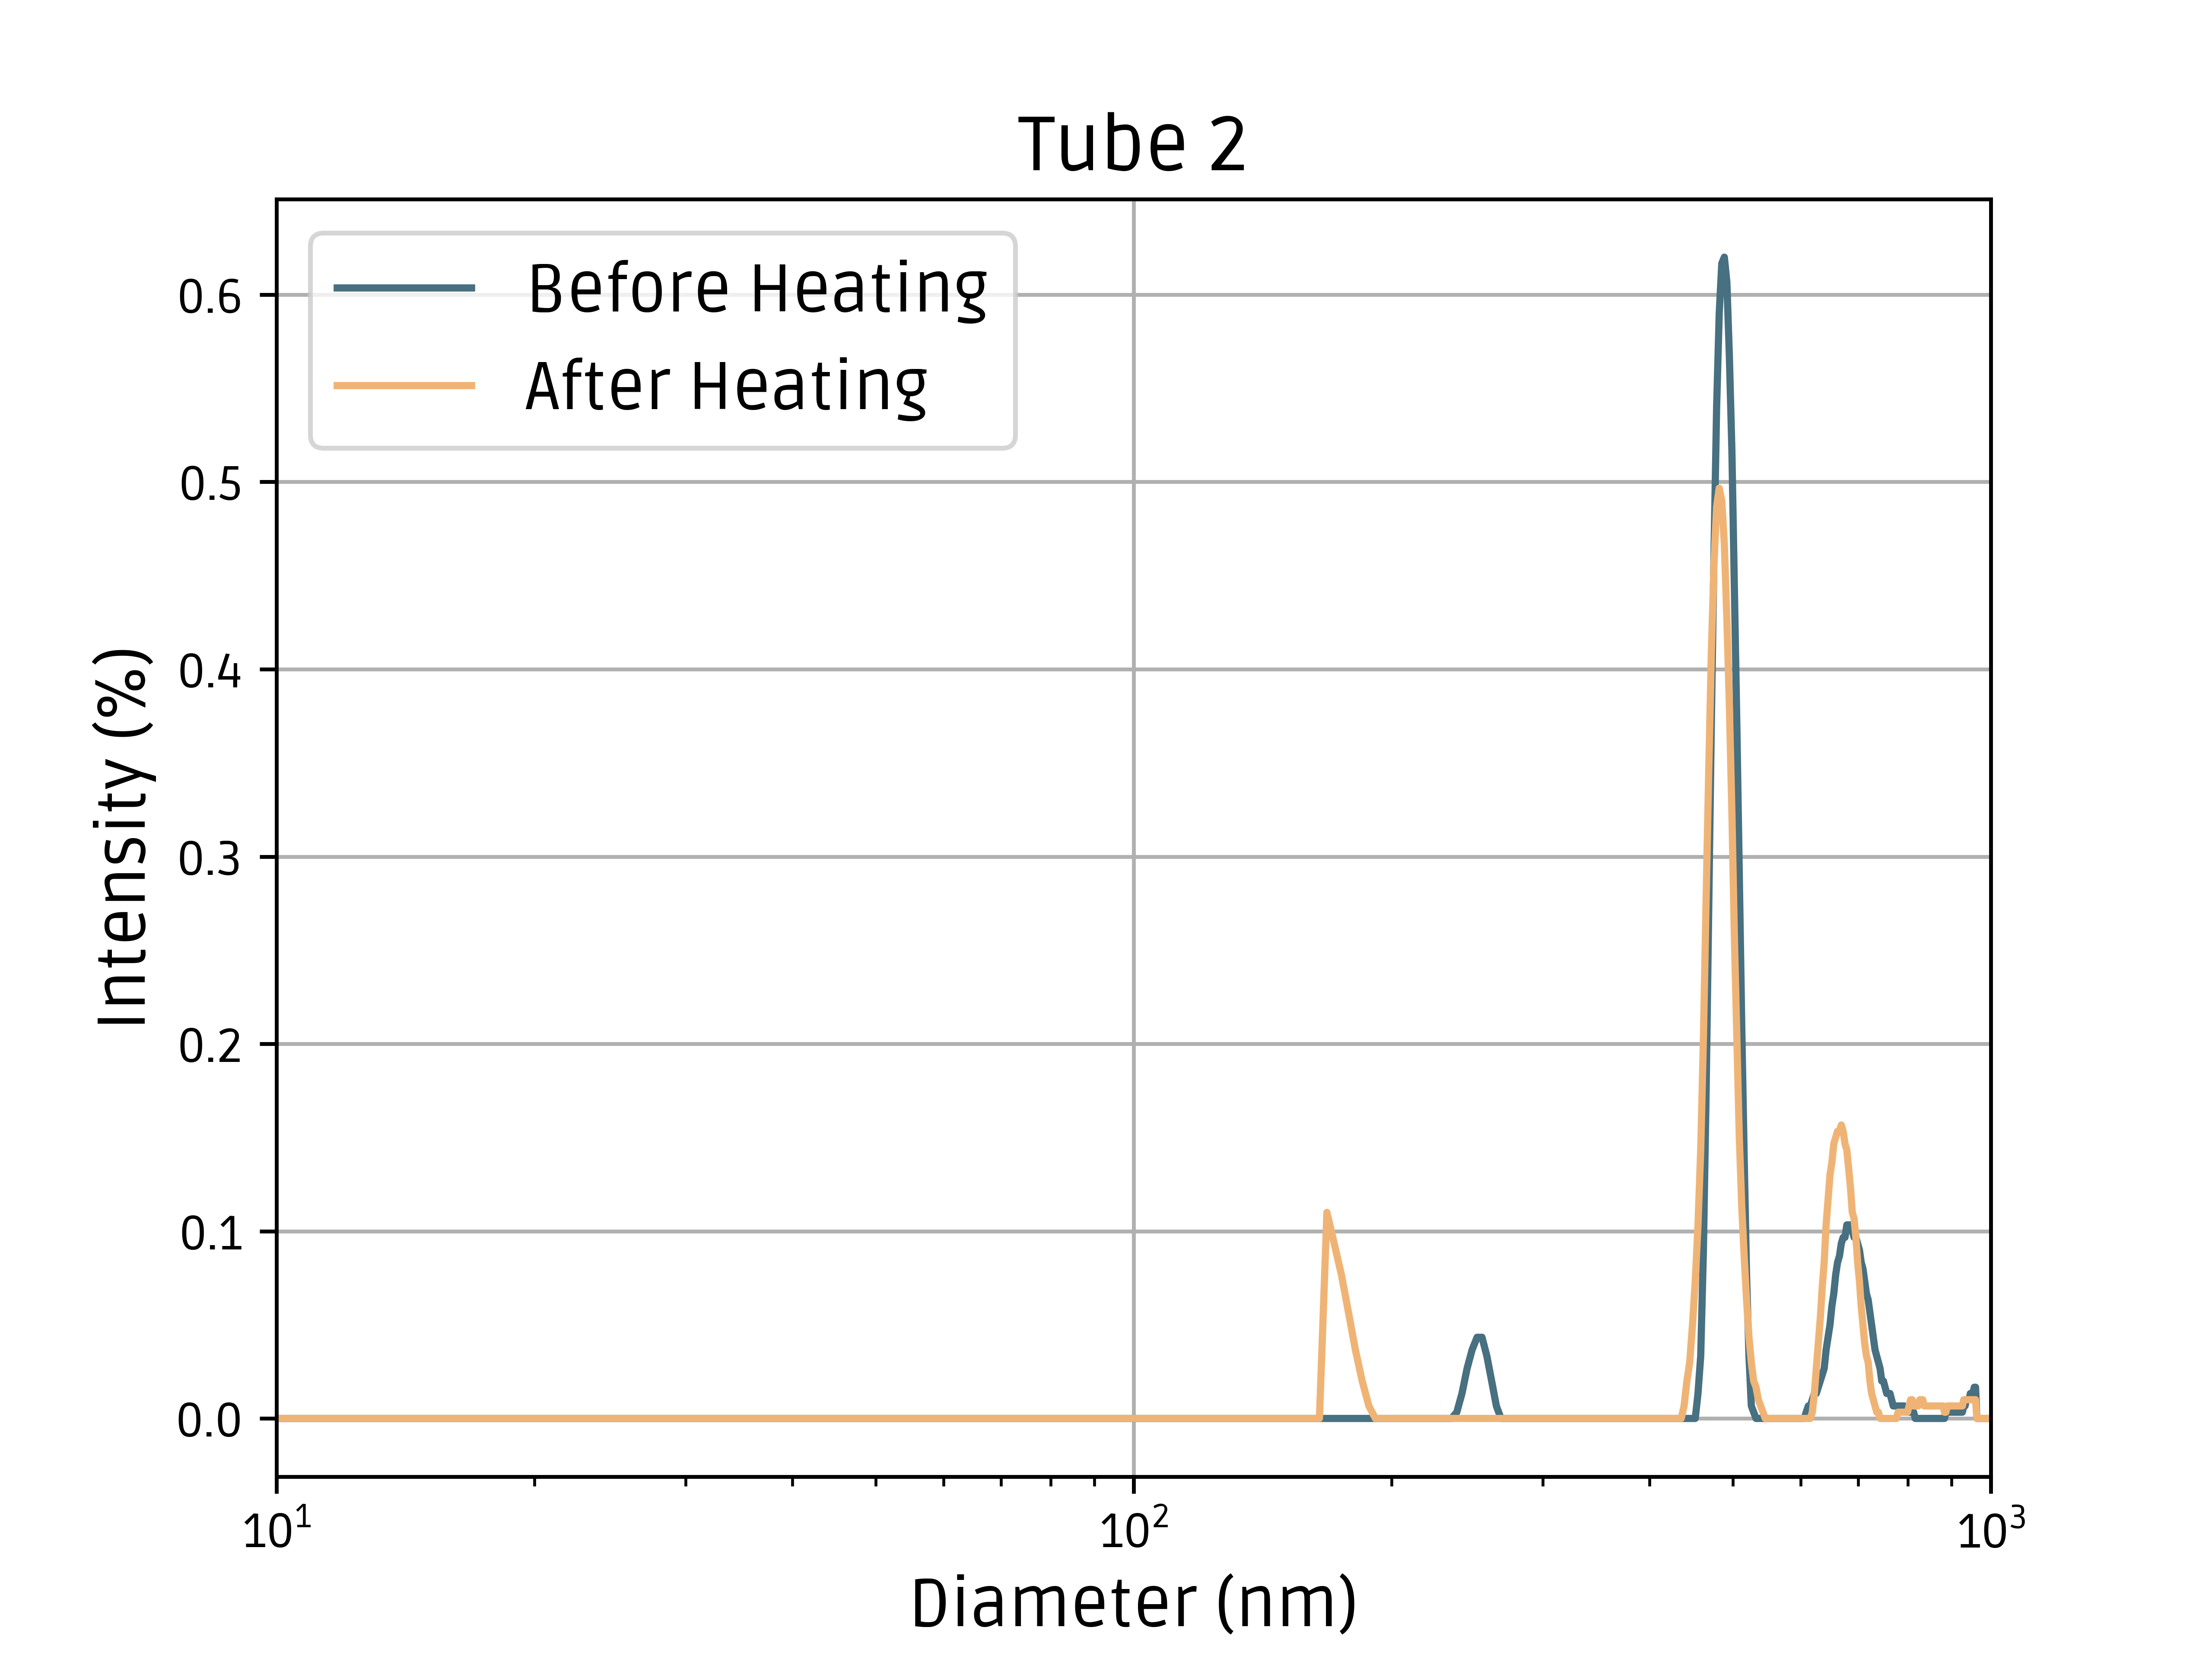 Tube 2
Before Heating
After Heating
Intensity (%)
0.6
0.5
0.4
0.3
0.2
0.1
0.0
10¹
10²
10³
Diameter (nm)